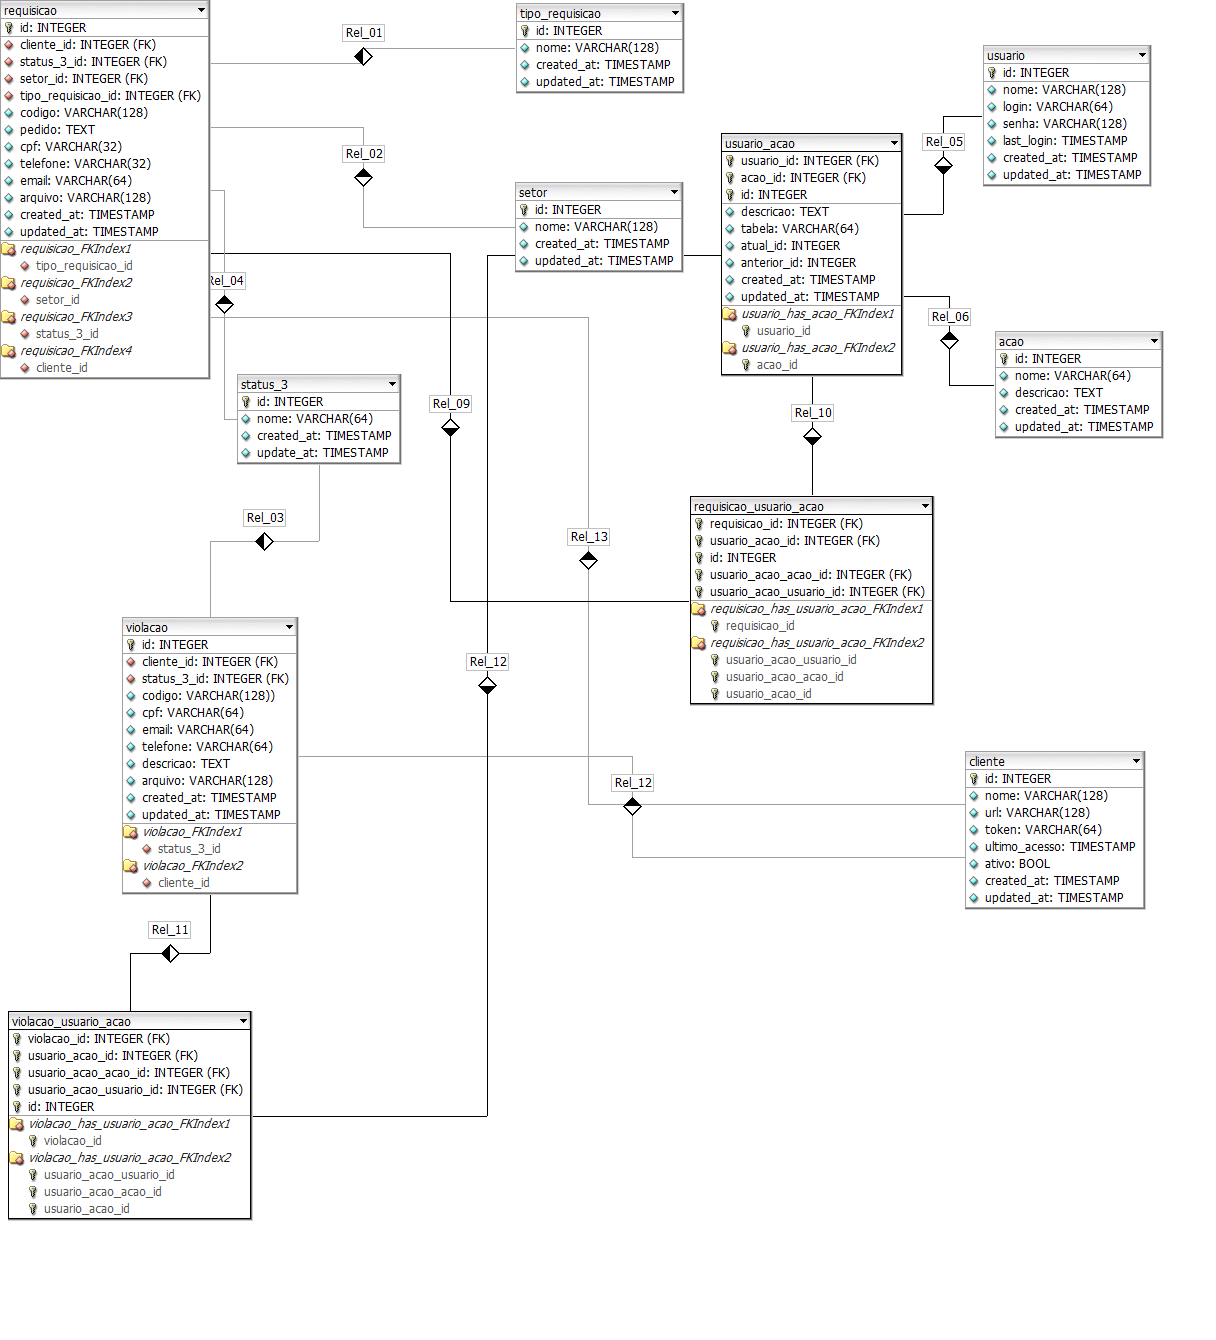 requisicao
id: INTEGER
cliente_id: INTEGER (FK)
status_3_id: INTEGER (FK)
setor_id: INTEGER (FK)
tipo_requisicao_id: INTEGER (FK)
codigo: VARCHAR(128)
pedido: TEXT
cpf: VARCHAR(32)
telefone: VARCHAR(32)
email: VARCHAR(64)
arquivo: VARCHAR(128)
created_at: TIMESTAMP
updated_at: TIMESTAMP
requisicao_FKIndex1
tipo_requisicao_id
requisicao_FKIndex2
setor_id
requisicao_FKIndex3
status_3_id
requisicao_FKIndex4
cliente_id
Rel_01
tipo_requisicao
id: INTEGER
nome: VARCHAR(128)
created_at: TIMESTAMP
updated_at: TIMESTAMP
Rel_02
setor
id: INTEGER
nome: VARCHAR(128)
created_at: TIMESTAMP
updated_at: TIMESTAMP
usuario_acao
usuario_id: INTEGER (FK)
acao_id: INTEGER (FK)
id: INTEGER
descricao: TEXT
tabela: VARCHAR(64)
atual_id: INTEGER
anterior_id: INTEGER
created_at: TIMESTAMP
updated_at: TIMESTAMP
usuario_has_acao_FKIndex1
usuario_id
usuario_has_acao_FKIndex2
acao_id
Rel_05
usuario
id: INTEGER
nome: VARCHAR(128)
login: VARCHAR(64)
senha: VARCHAR(128)
last_login: TIMESTAMP
created_at: TIMESTAMP
updated_at: TIMESTAMP
Rel_06
acao
id: INTEGER
nome: VARCHAR(64)
descricao: TEXT
created_at: TIMESTAMP
updated_at: TIMESTAMP
Rel_04
status_3
id: INTEGER
nome: VARCHAR(64)
created_at: TIMESTAMP
update_at: TIMESTAMP
Rel_09
Rel_10
Rel_03
Rel_13
requisicao_usuario_acao
requisicao_id: INTEGER (FK)
usuario_acao_id: INTEGER (FK)
id: INTEGER
usuario_acao_acao_id: INTEGER (FK)
usuario_acao_usuario_id: INTEGER (FK)
requisicao_has_usuario_acao_FKIndex1
requisicao_id
requisicao_has_usuario_acao_FKIndex2
usuario_acao_usuario_id
usuario_acao_acao_id
usuario_acao_id
violacao
id: INTEGER
cliente_id: INTEGER (FK)
status_3_id: INTEGER (FK)
codigo: VARCHAR(128))
cpf: VARCHAR(64)
email: VARCHAR(64)
telefone: VARCHAR(64)
descricao: TEXT
arquivo: VARCHAR(128)
created_at: TIMESTAMP
updated_at: TIMESTAMP
violacao_FKIndex1
status_3_id
violacao_FKIndex2
cliente_id
Rel_12
Rel_12
cliente
id: INTEGER
nome: VARCHAR(128)
url: VARCHAR(128)
token: VARCHAR(64)
ultimo_acesso: TIMESTAMP
ativo: BOOL
created_at: TIMESTAMP
updated_at: TIMESTAMP
Rel_11
violacao_usuario_acao
violacao_id: INTEGER (FK)
usuario_acao_id: INTEGER (FK)
usuario_acao_acao_id: INTEGER (FK)
usuario_acao_usuario_id: INTEGER (FK)
id: INTEGER
violacao_has_usuario_acao_FKIndex1
violacao_id
violacao_has_usuario_acao_FKIndex2
usuario_acao_usuario_id
usuario_acao_acao_id
usuario_acao_id